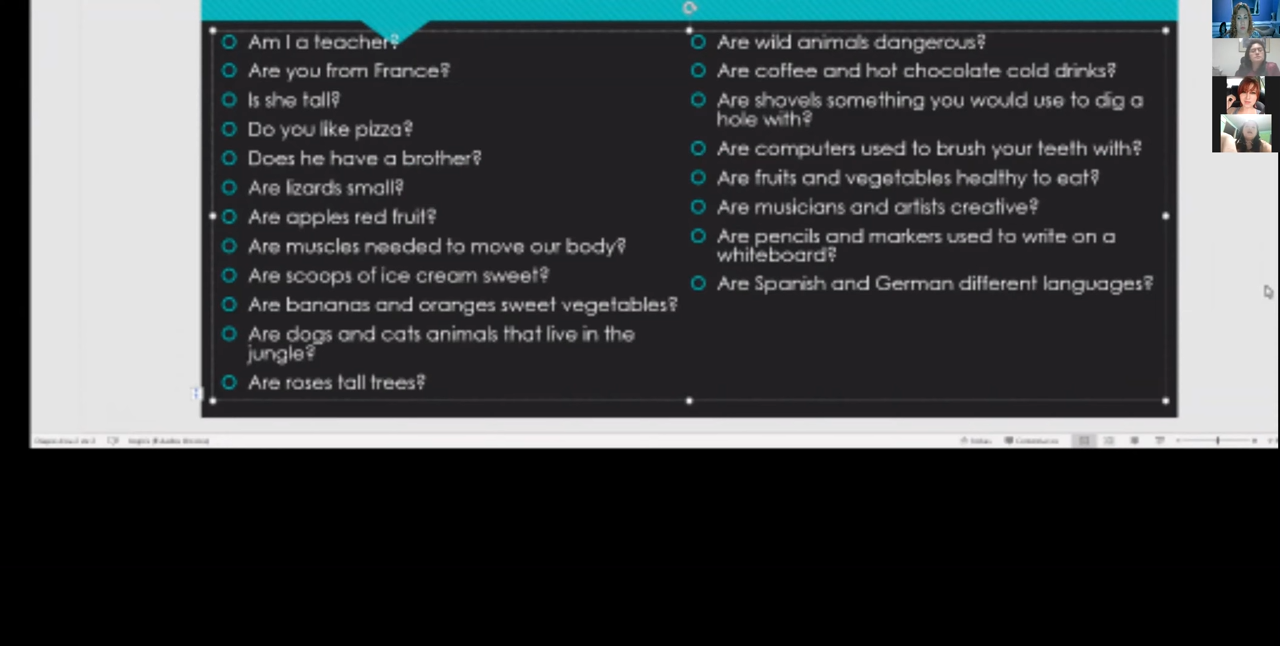 Am I a teacher?
Are you from France?
Is she tall?
Do you like pizza?
Does he have a brother?
Are lizards small?
Are apples red fruit?
Are muscles needed to move our body?
Are scoops of ice cream sweet?
Are bananas and oranges sweet vegetables?
Are dogs and cats animals that live in the
jungle?
Are roses tall trees?
Are wild animals dangerous?
Are coffee and hot chocolate cold drinks?
Are shovels something you would use to dig a
hole with?
Are computers used to brush your teeth with?
Are fruits and vegetables healthy to eat?
Are musicians and artists creative?
Are pencils and markers used to write on a
whiteboard?
Are Spanish and German different languages?